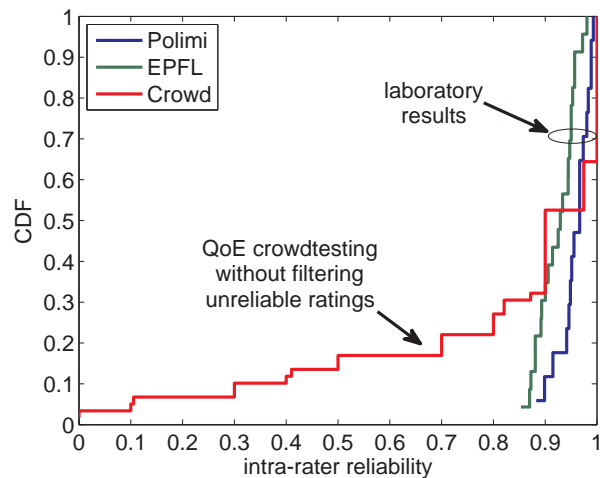 Polimi
EPFL
Crowd
laboratory
results
QoE crowdtesting
without filtering
unreliable ratings
CDF
1
0.9
0.8
0.7
0.6
0.5
0.4
0.3
0.2
0.1
0
0 0.1 0.2 0.3 0.4 0.5 0.6 0.7 0.8 0.9 1
intra-rater reliability